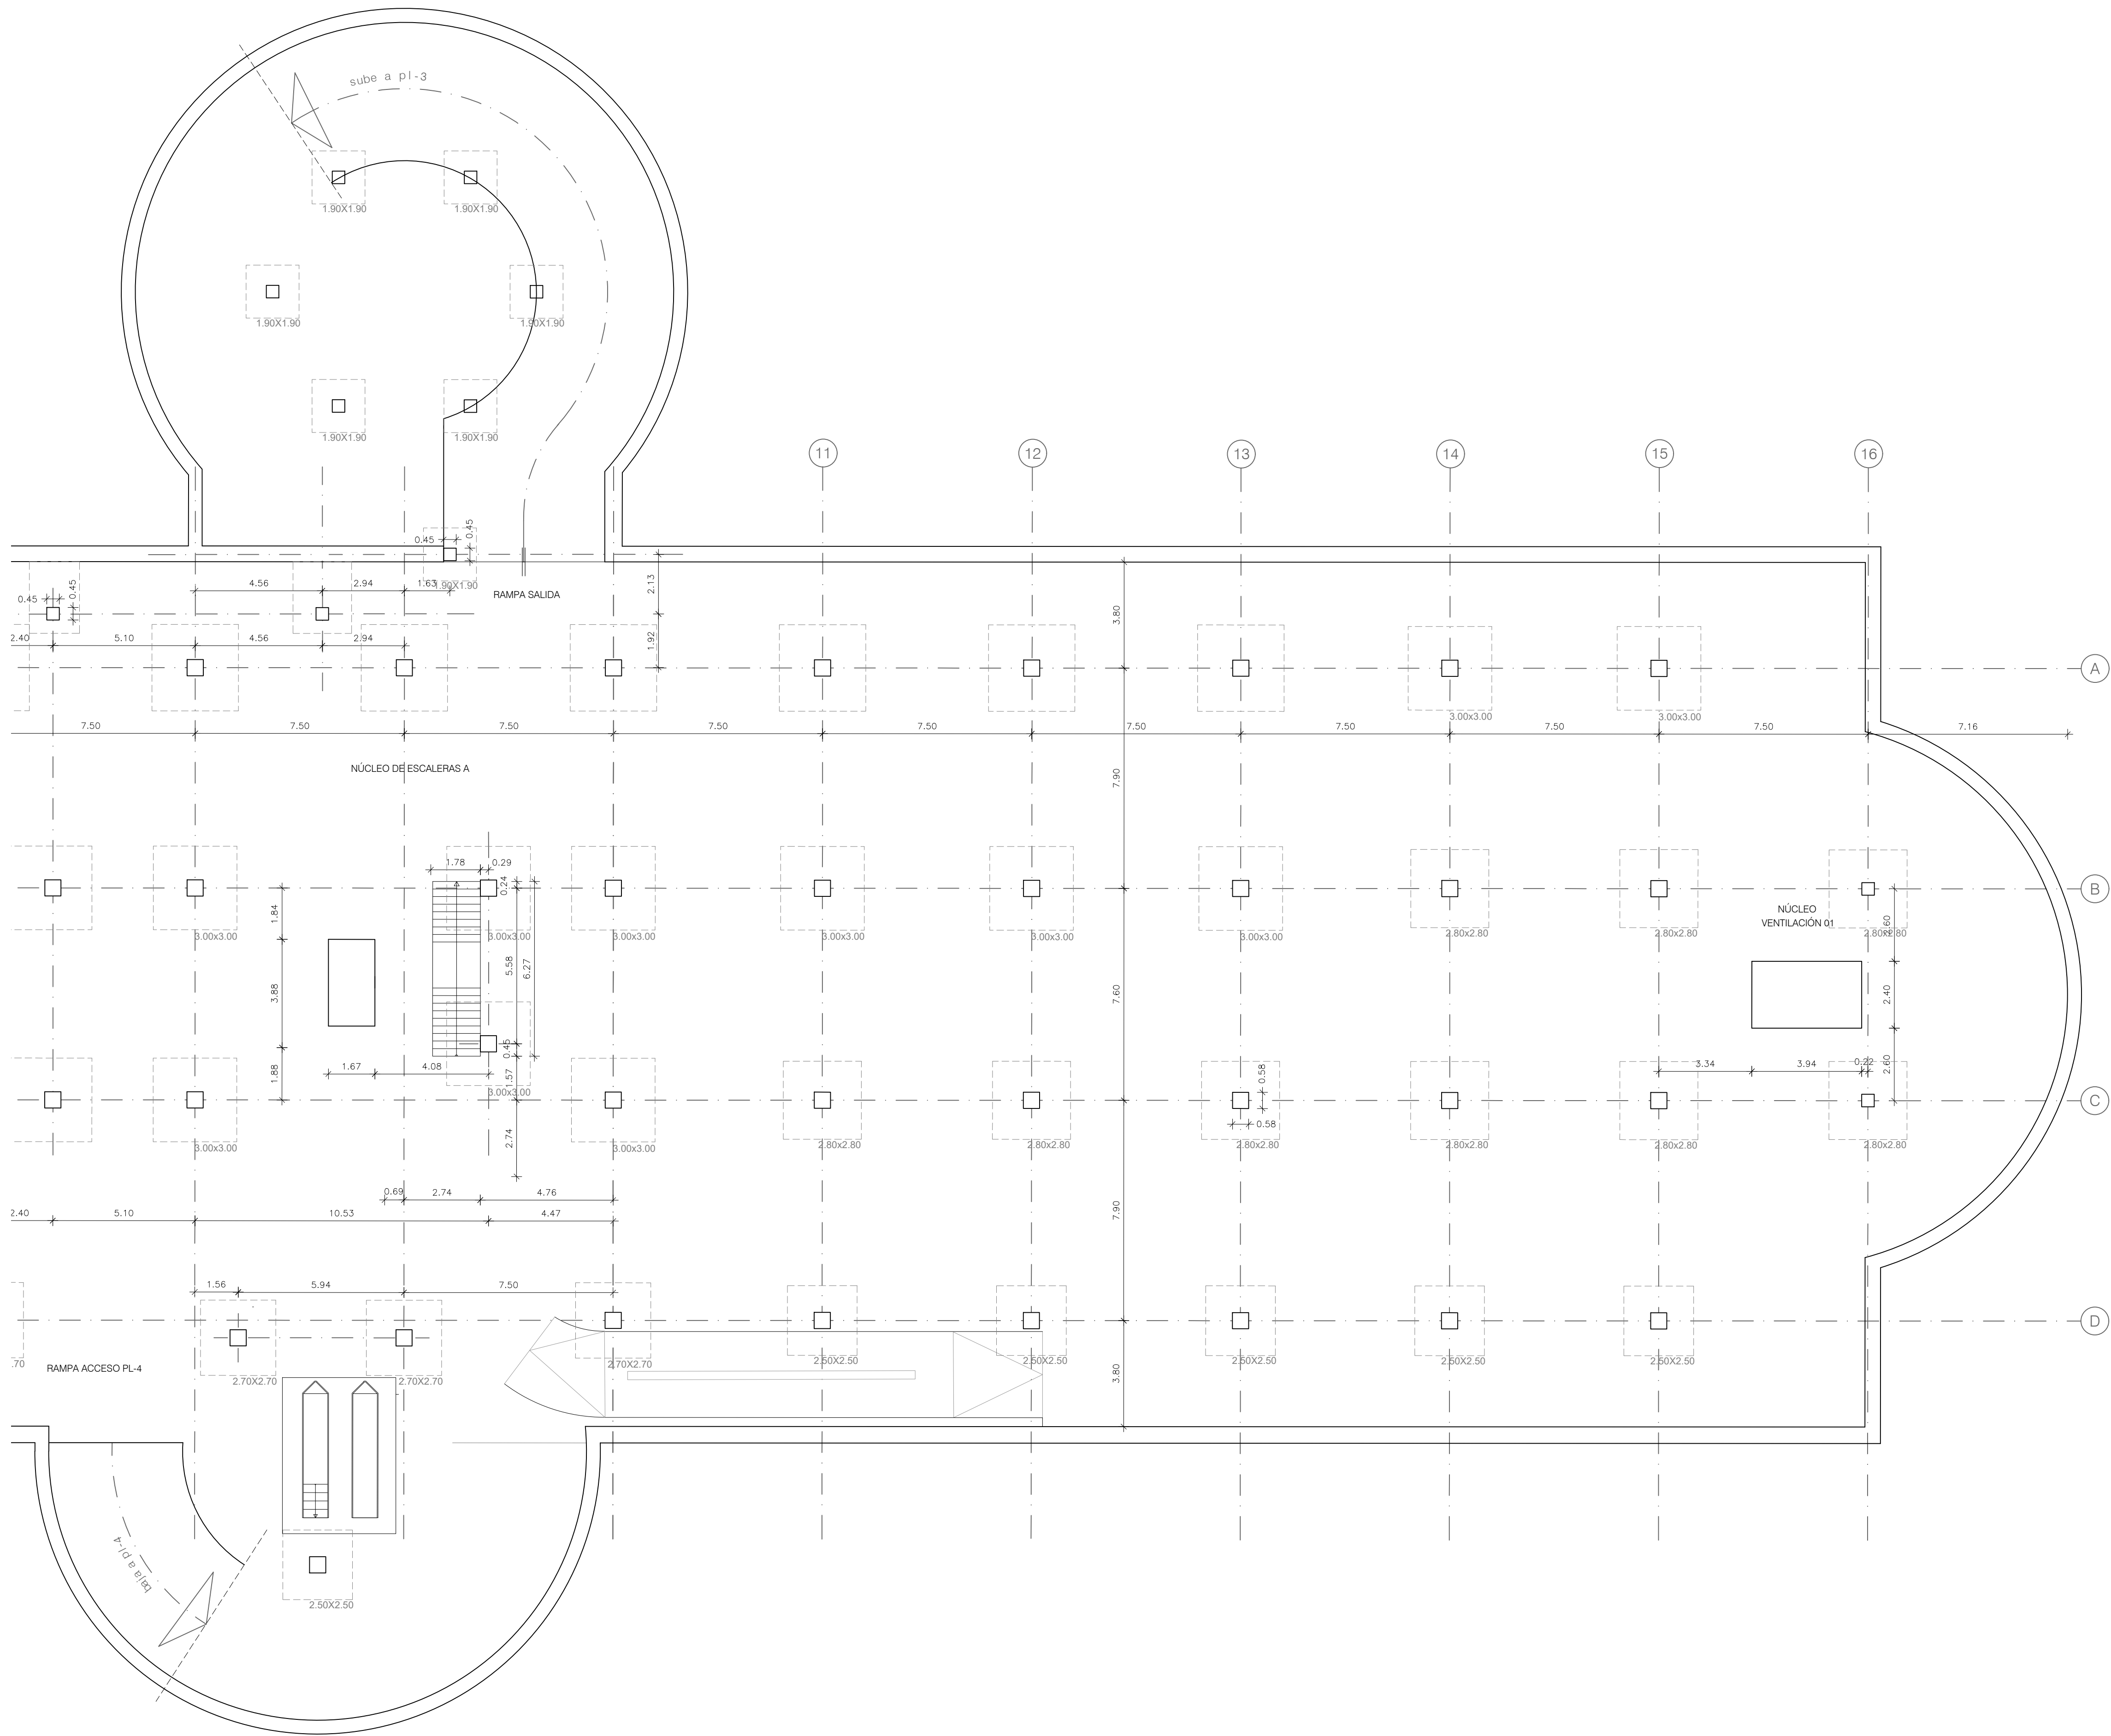 sube a pl-3
1.90X1.90
1.90X1.90
1.90X1.90
1.90X1.90
1.90X1.90
1.90X1.90
11
12
13
14
15
16
0.45
0.45
1.90X1.90
4.56
2.94
1.63
RAMPA SALIDA
2.13
0.45
0.45
3.80
2.40
5.10
4.56
2.94
1.92
A
3.00x3.00
3.00x3.00
7.50
7.50
7.50
7.50
7.50
7.50
7.50
7.50
7.50
7.16
NÚCLEO DE ESCALERAS A
7.90
1.78
0.29
0.24
B
1.84
NÚCLEO
VENTILACIÓN 01
2.60
3.00x3.00
3.00x3.00
3.00x3.00
3.00x3.00
3.00x3.00
3.00x3.00
2.80x2.80
2.80x2.80
2.80x2.80
5.58
6.27
3.88
7.60
2.40
0.45
1.67
4.08
1.57
1.88
3.00x3.00
0.58
0.58
3.34
3.94
0.22
2.60
C
3.00x3.00
3.00x3.00
2.80x2.80
2.80x2.80
2.80x2.80
2.80x2.80
2.80x2.80
2.80x2.80
2.74
0.69
2.74
4.76
2.40
5.10
10.53
4.47
7.90
1.56
5.94
7.50
D
.70
RAMPA ACCESO PL-4
2.70X2.70
2.70X2.70
2.70X2.70
2.50X2.50
2.50X2.50
2.50X2.50
2.50X2.50
2.50X2.50
3.80
baja a pl-4
2.50X2.50